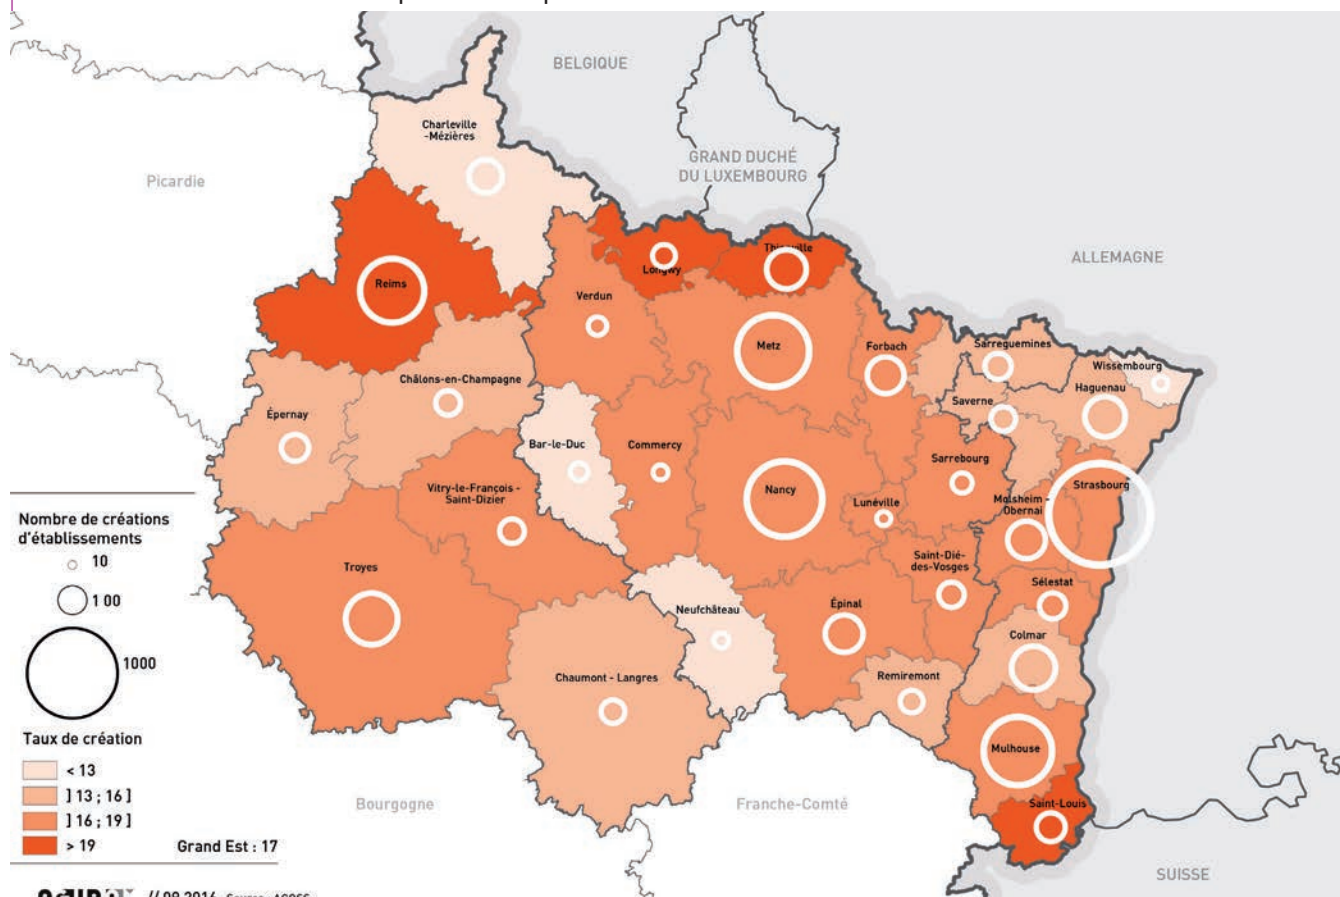 BELGIQUE
Charleville
-Mézières
GRAND DUCHÉ
DU LUXEMBOURG
Picardie
ALLEMAGNE
Thionville
Longwy
Reims
Verdun
Metz
Forbach
Sarreguemines
Wissembourg
Haguenau
Saverne
Châlons-en-Champagne
Épernay
Bar-le-Duc
Commercy
Sarrebourg
Nancy
Lunéville
Strasbourg
Molsheim -
Obernai
Vitry-le-François -
Saint-Dizier
Troyes
Saint-Dié-
des-Vosges
Sélestat
Neufchâteau
Épinal
Colmar
Chaumont - Langres
Remiremont
Mulhouse
Saint-Louis
Bourgogne
Franche-Comté
SUISSE
Nombre de créations
d'établissements
10
1 00
1000
Taux de création
< 13
] 13 ; 16 ]
] 16 ; 19 ]
> 19
Grand Est : 17